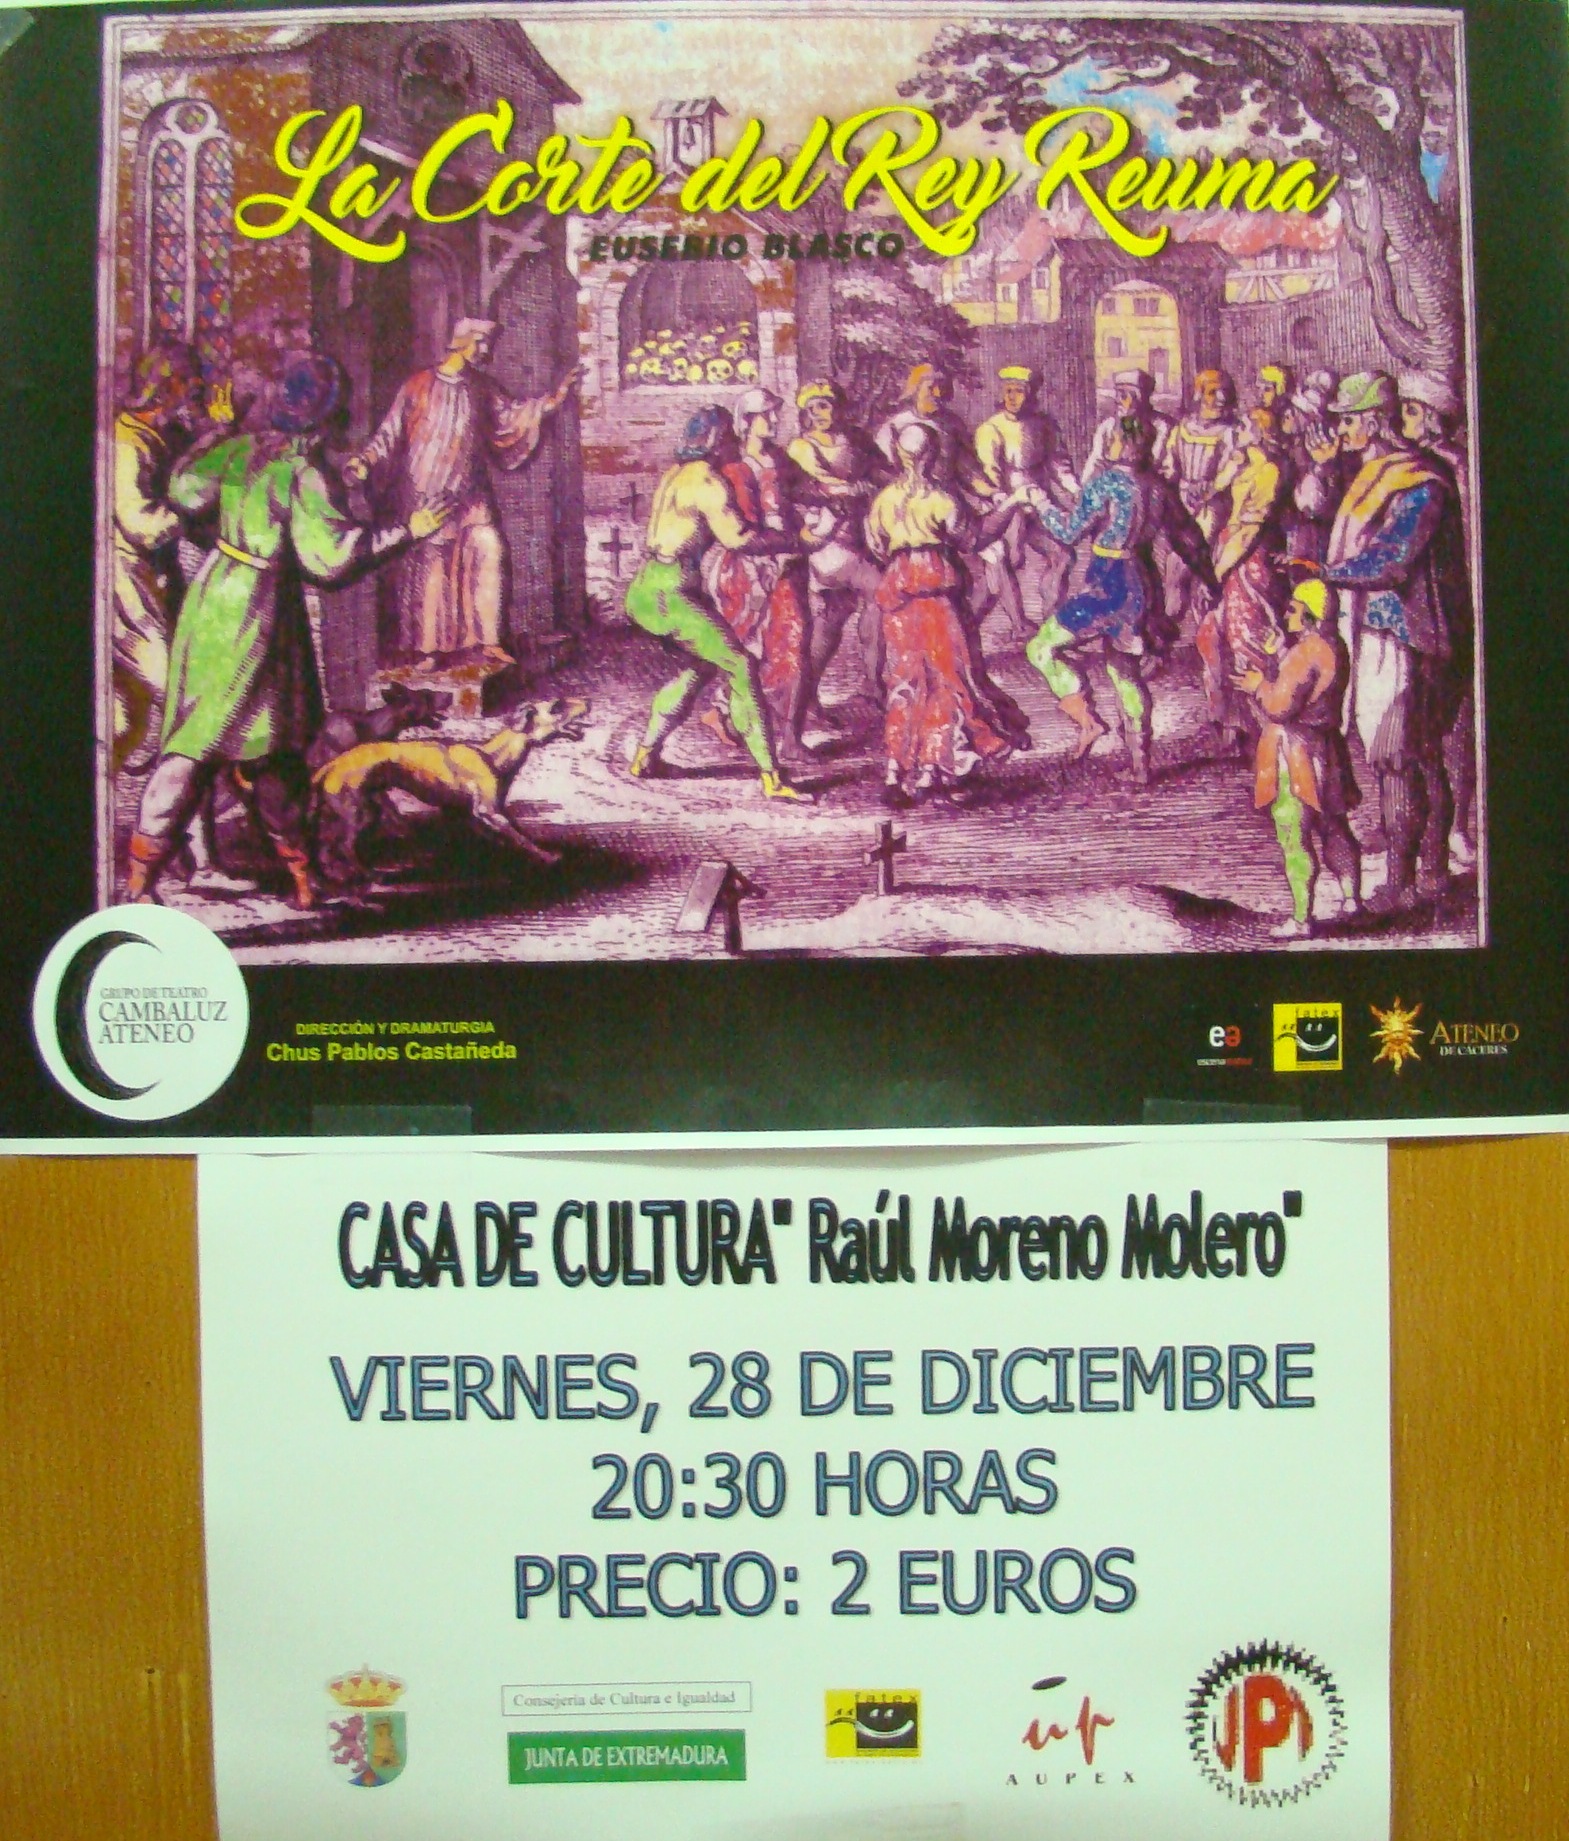 La Corte del Rey Reuma
EUSEBIO BLASCO
GRUPO DE TEATRO
CAMBALUZ
ATENEO
DIRECCIÓN Y DRAMATURGIA
Chus Pablos Castañeda
ea
fatex
ATENEO
DE CÁCERES
CASA DE CULTURA" Raúl Moreno Molero"
VIERNES, 28 DE DICIEMBRE
20:30 HORAS
PRECIO: 2 EUROS
Consejería de Cultura e Igualdad
JUNTA DE EXTREMADURA
fatex
up
AUPEX